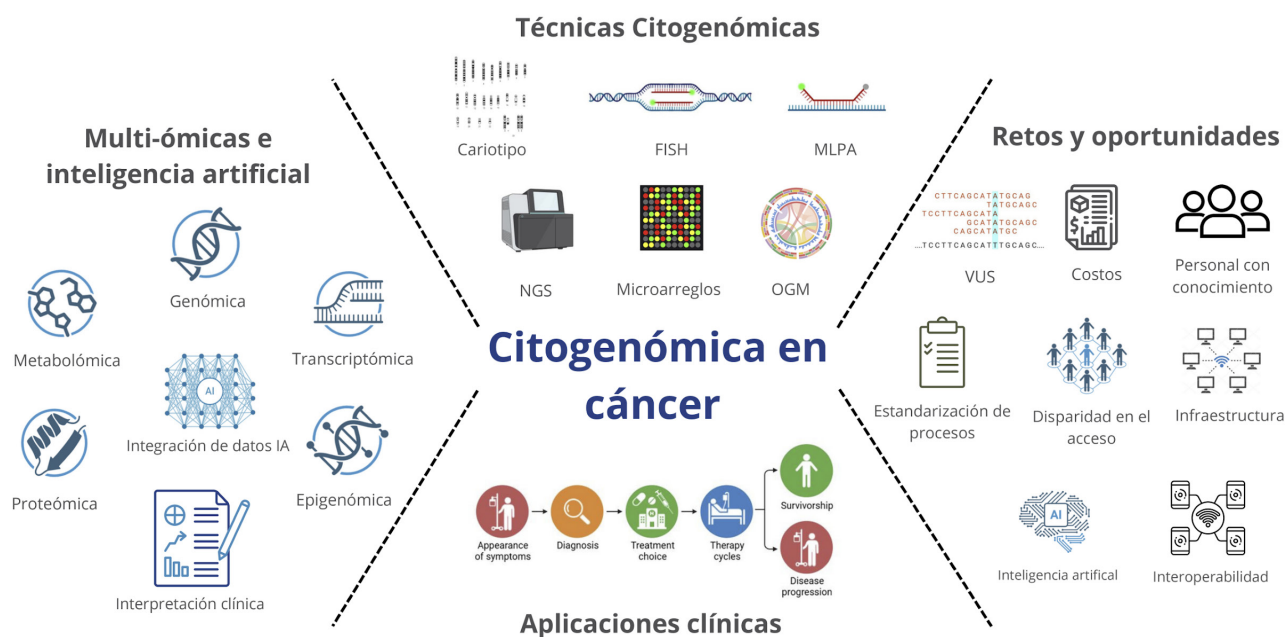 Técnicas Citogenómicas
Cariotipo
FISH
MLPA
NGS
Microarreglos
OGM
Multi-ómicas e
inteligencia artificial
Genómica
Metabolómica
Transcriptómica
AI
Integración de datos IA
Proteómica
Epigenómica
Interpretación clínica
Citogenómica en
cáncer
Retos y oportunidades
CTTCAGCATATGCAG
TATGCAGC
TCCTTCAGCATA
GCATATGCAGC
CAGCATATGC
....TCCTTCAGCATTTGCAGC....
VUS
$
Costos
Personal con
conocimiento
Estandarización de
procesos
Disparidad en el
acceso
Infraestructura
AI
Inteligencia artifical
Interoperabilidad
Appearance
of symptoms
Diagnosis
Treatment
choice
Therapy
cycles
Survivorship
Disease
progression
Aplicaciones clínicas